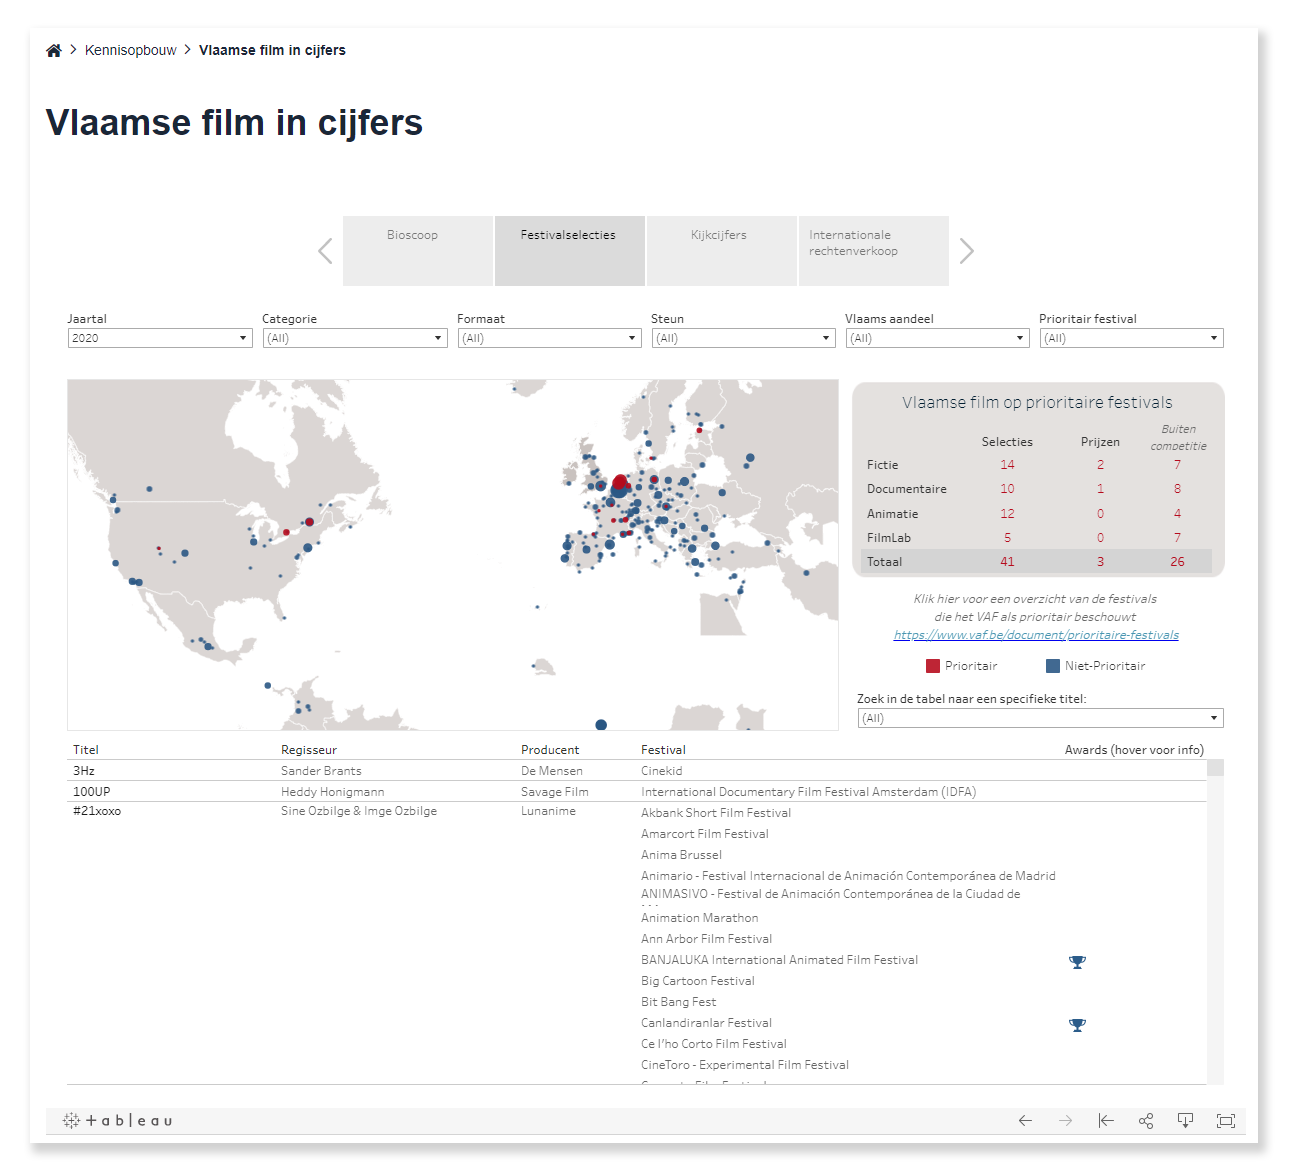 Kennisopbouw > Vlaamse film in cijfers
Vlaamse film in cijfers
Bioscoop
Festivalselecties
Kijkcijfers
Internationale
rechtenverkoop
Jaartal
Categorie
Formaat
Steun
Vlaams aandeel
Prioritair festival
2020
(All)
(All)
(All)
(All)
(All)
Vlaamse film op prioritaire festivals
Selecties Prijzen Buiten competitie
Fictie 14 2 7
Documentaire 10 1 8
Animatie 12 0 4
FilmLab 5 0 7
Totaal 41 3 26
Klik hier voor een overzicht van de festivals
die het VAF als prioritair beschouwt
https://www.vaf.be/document/prioritaire-festivals
Prioritair Niet-Prioritair
Zoek in de tabel naar een specifieke titel:
(All)
Titel Regisseur Producent Festival Awards (hover voor info)
3Hz Sander Brants De Mensen Cinekid
100UP Heddy Honigmann Savage Film International Documentary Film Festival Amsterdam (IDFA)
#21xoxo Sine Ozbilge & Imge Ozbilge Lunanime Akbank Short Film Festival
Amarcort Film Festival
Anima Brussel
Animario - Festival Internacional de Animación Contemporánea de Madrid
ANIMASIVO - Festival de Animación Contemporánea de la Ciudad de
Animation Marathon
Ann Arbor Film Festival
BANJALUKA International Animated Film Festival
Big Cartoon Festival
Bit Bang Fest
Canlandiranlar Festival
Ce l'ho Corto Film Festival
CineToro - Experimental Film Festival
+ableau